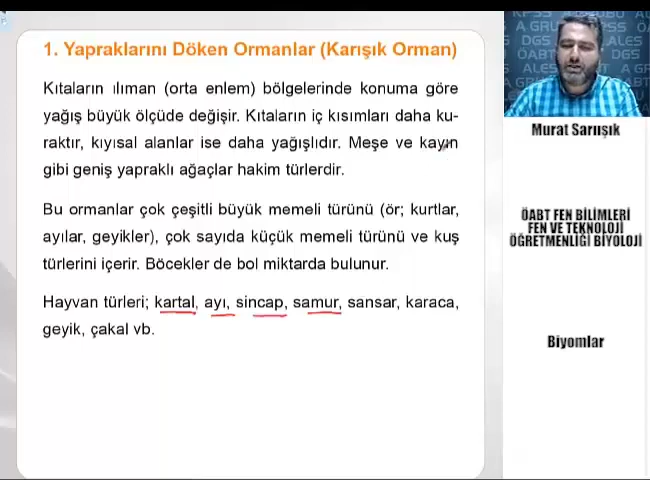 1. Yapraklarını Döken Ormanlar (Karışık Orman)
Kıtaların ılıman (orta enlem) bölgelerinde konuma göre
yağış büyük ölçüde değişir. Kıtaların iç kısımları daha ku-
raktır, kıyısal alanlar ise daha yağışlıdır. Meşe ve kayın
gibi geniş yapraklı ağaçlar hakim türlerdir.
Bu ormanlar çok çeşitli büyük memeli türünü (ör; kurtlar,
ayılar, geyikler), çok sayıda küçük memeli türünü ve kuş
türlerini içerir. Böcekler de bol miktarda bulunur.
Hayvan türleri; kartal, ayı, sincap, samur, sansar, karaca,
geyik, çakal vb.
Murat Sarıışık
ÖABT FEN BİLİMLERİ
FEN VE TEKNOLOJİ
ÖĞRETMENLİĞİ BİYOLOJİ
Biyomlar